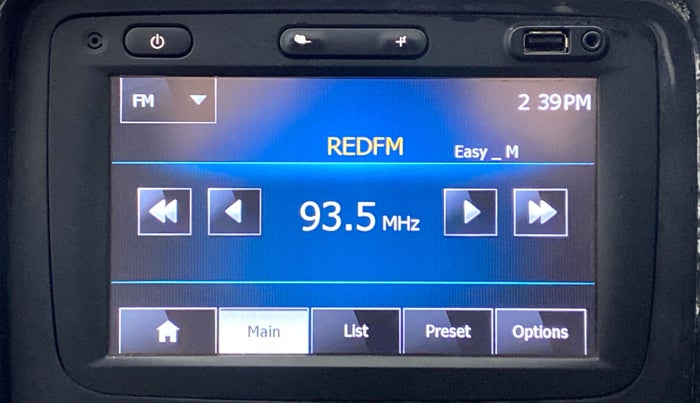 FM
2 39PM
REDFM
Easy _ M
93.5 MHz
Main
List
Preset
Options